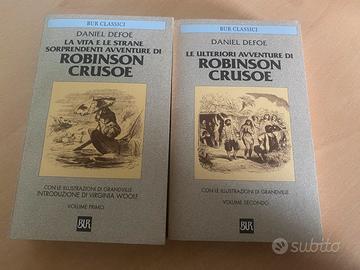 BUR CLASSICI
DANIEL DEFOE
LA VITA E LE STRANE
SORPRENDENTI AVVENTURE DI
ROBINSON
CRUSOE
CON LE ILLUSTRAZIONI DI GRANDVILLE
INTRODUZIONE DI VIRGINIA WOOLF
VOLUME PRIMO
BUR
BUR CLASSICI
DANIEL DEFOE
LE ULTERIORI AVVENTURE DI
ROBINSON
CRUSOE
CON LE ILLUSTRAZIONI DI GRANDVILLE
VOLUME SECONDO
BUR
subito